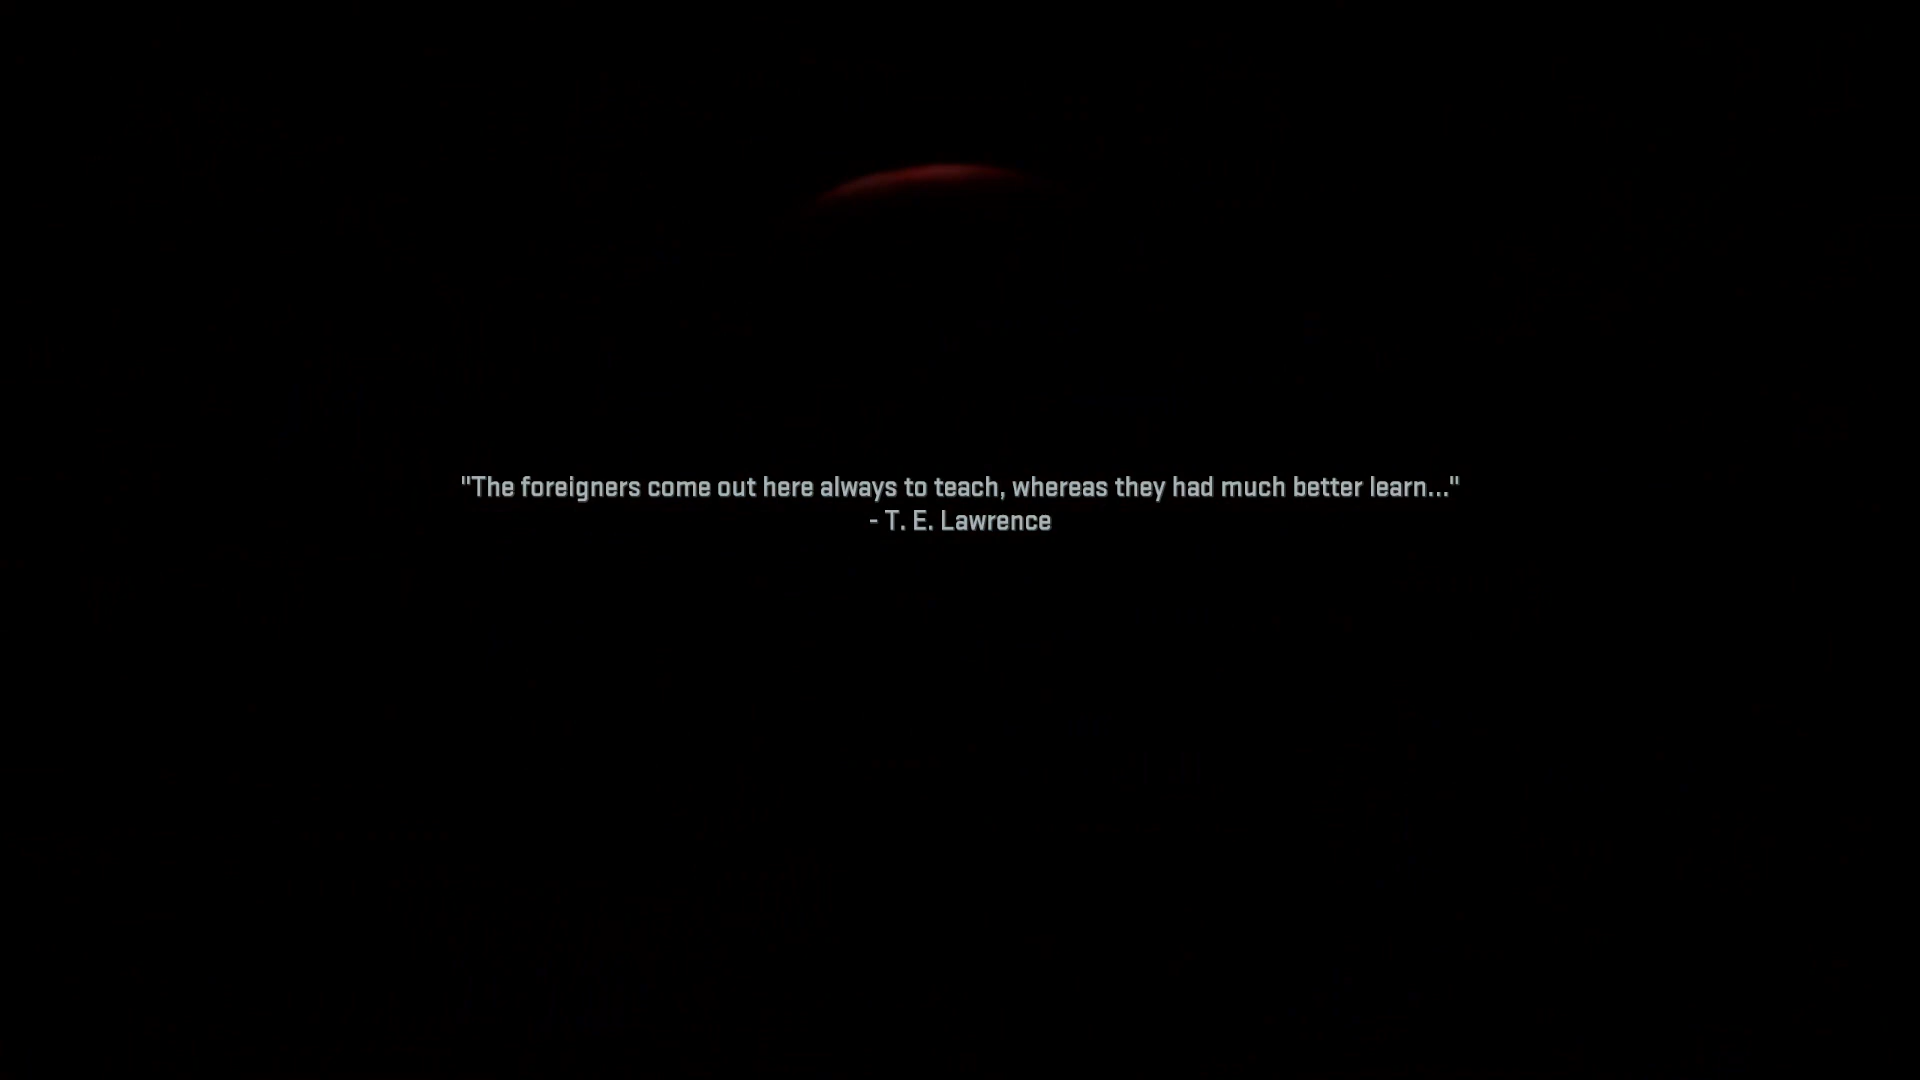 "The foreigners come out here always to teach, whereas they had much better learn..."
- T. E. Lawrence